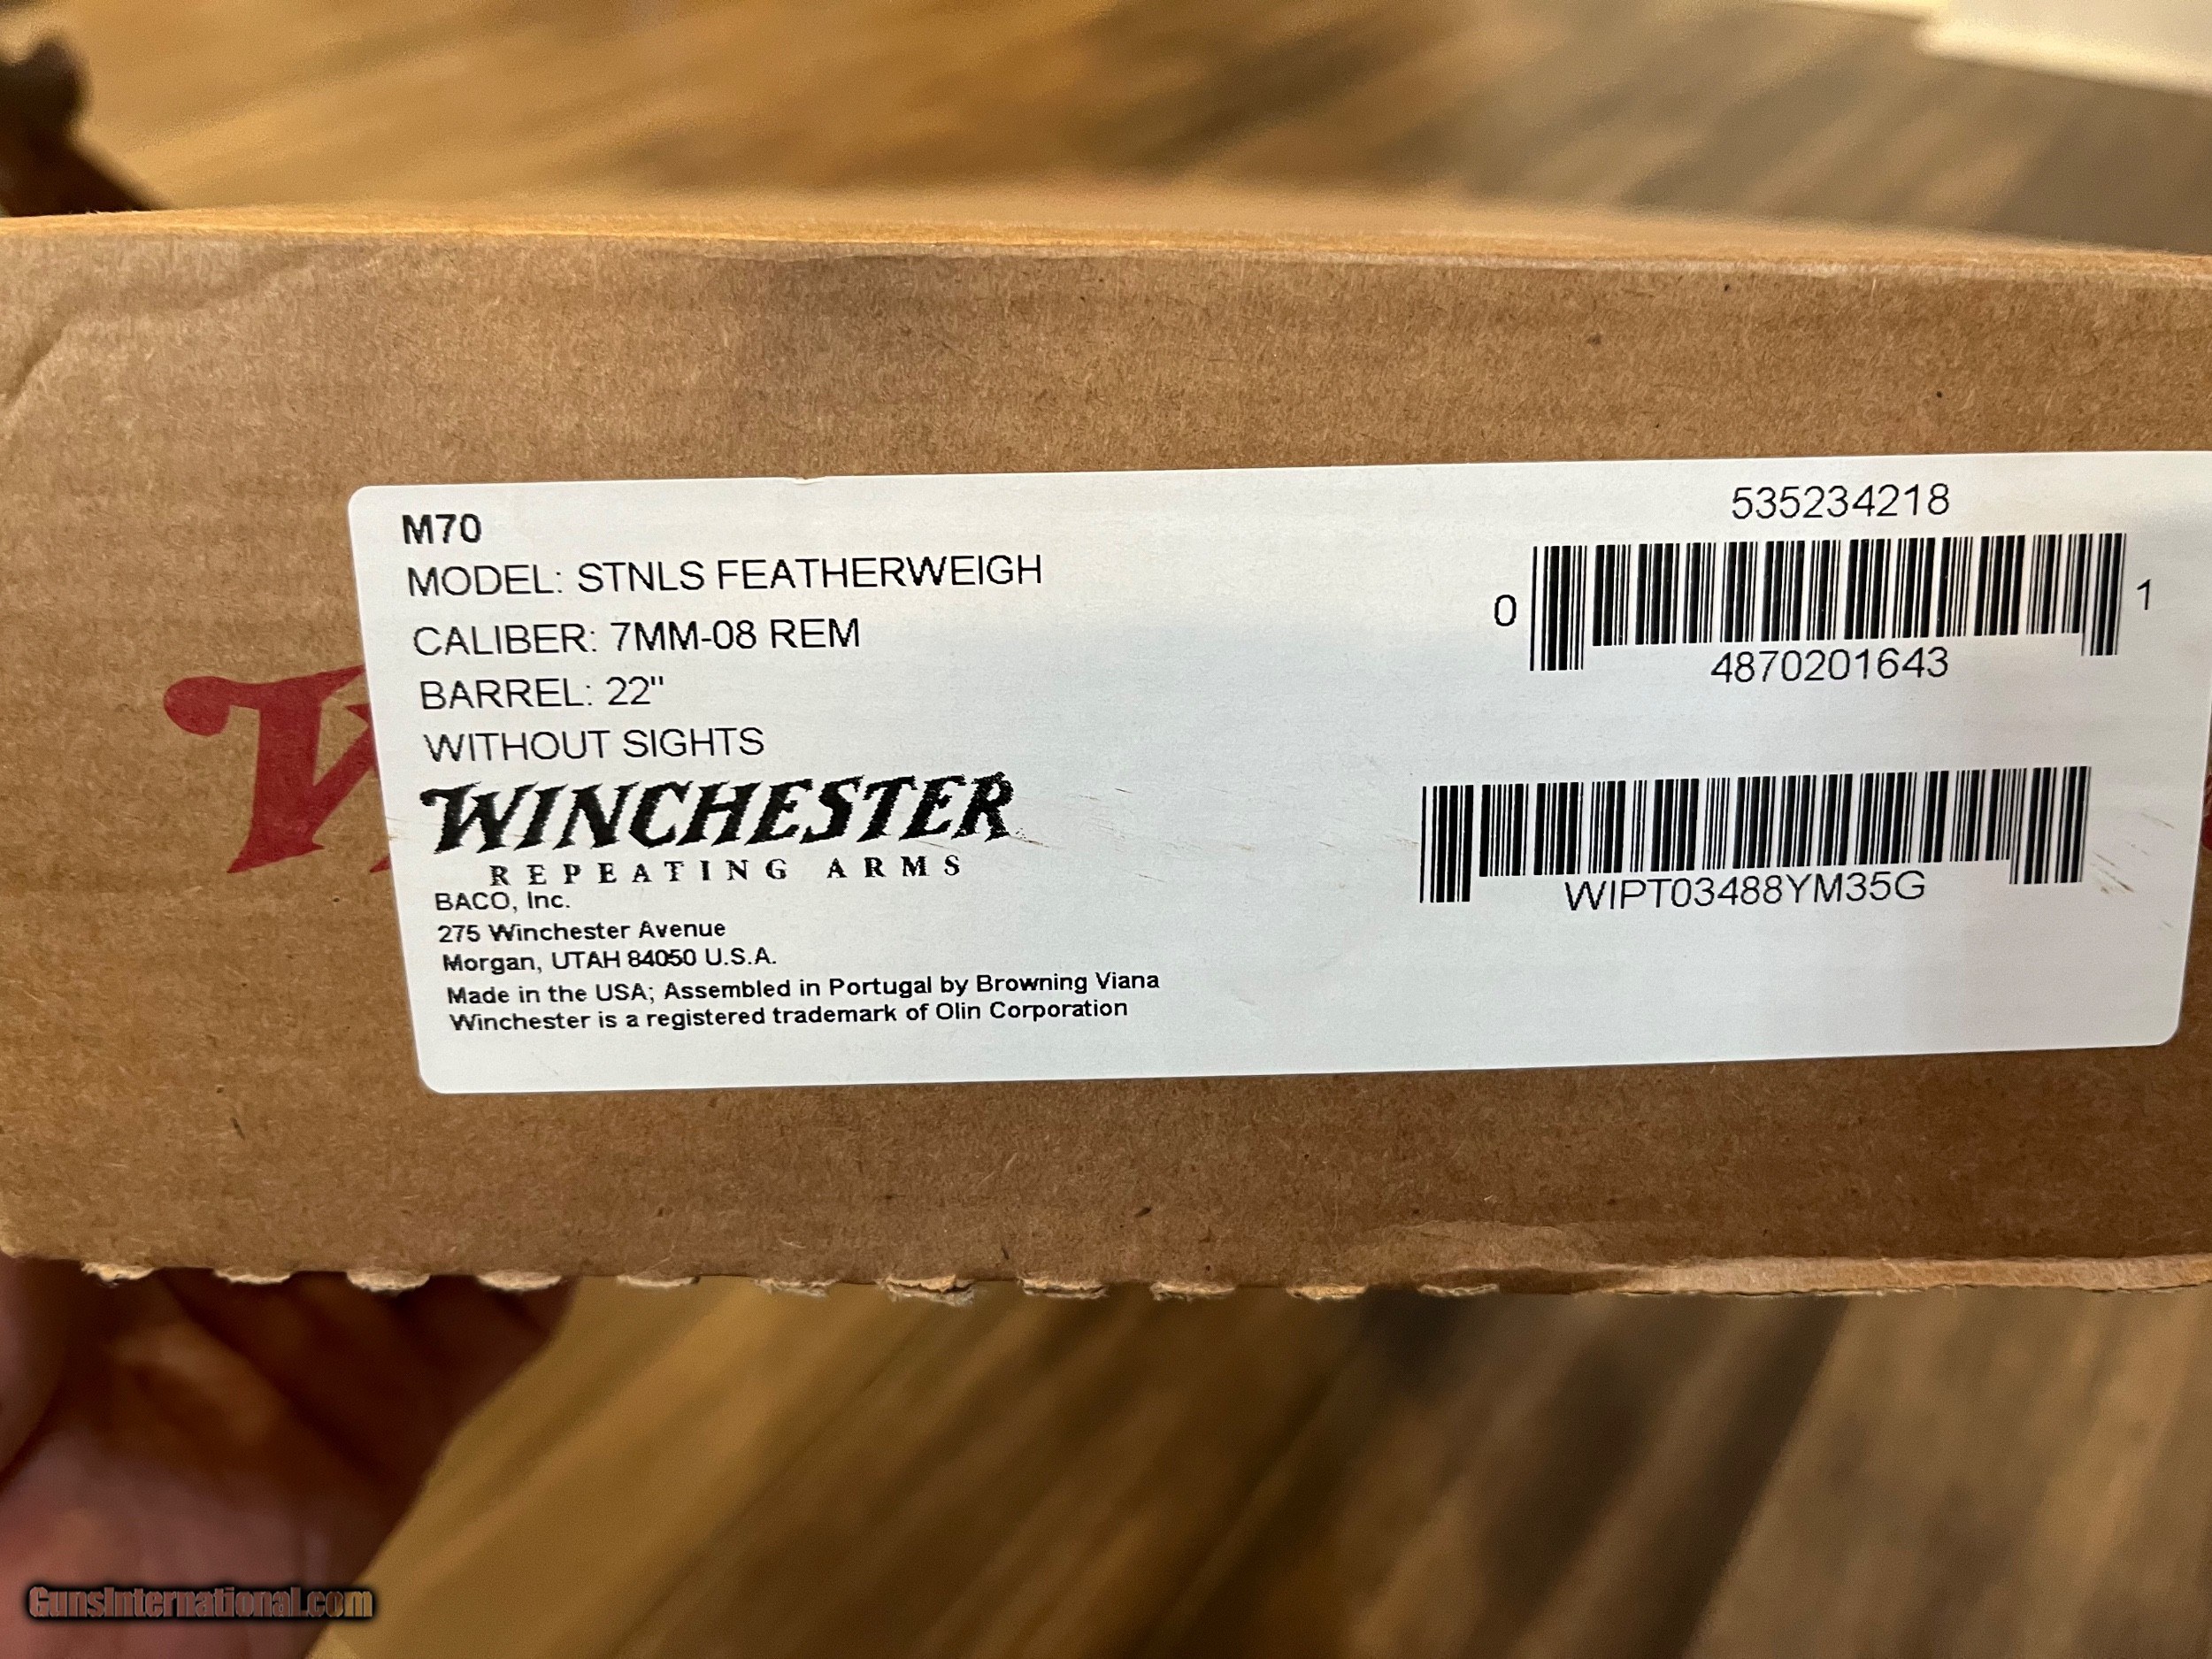 M70
MODEL: STNLS FEATHERWEIGH
CALIBER: 7MM-08 REM
BARREL: 22"
WITHOUT SIGHTS
WINCHESTER
REPEATING ARMS
BACO, Inc.
275 Winchester Avenue
Morgan, UTAH 84050 U.S.A.
Made in the USA; Assembled in Portugal by Browning Viana
Winchester is a registered trademark of Olin Corporation
535234218
0 4870201643 1
WIPT03488YM35G
GunsInternational.com